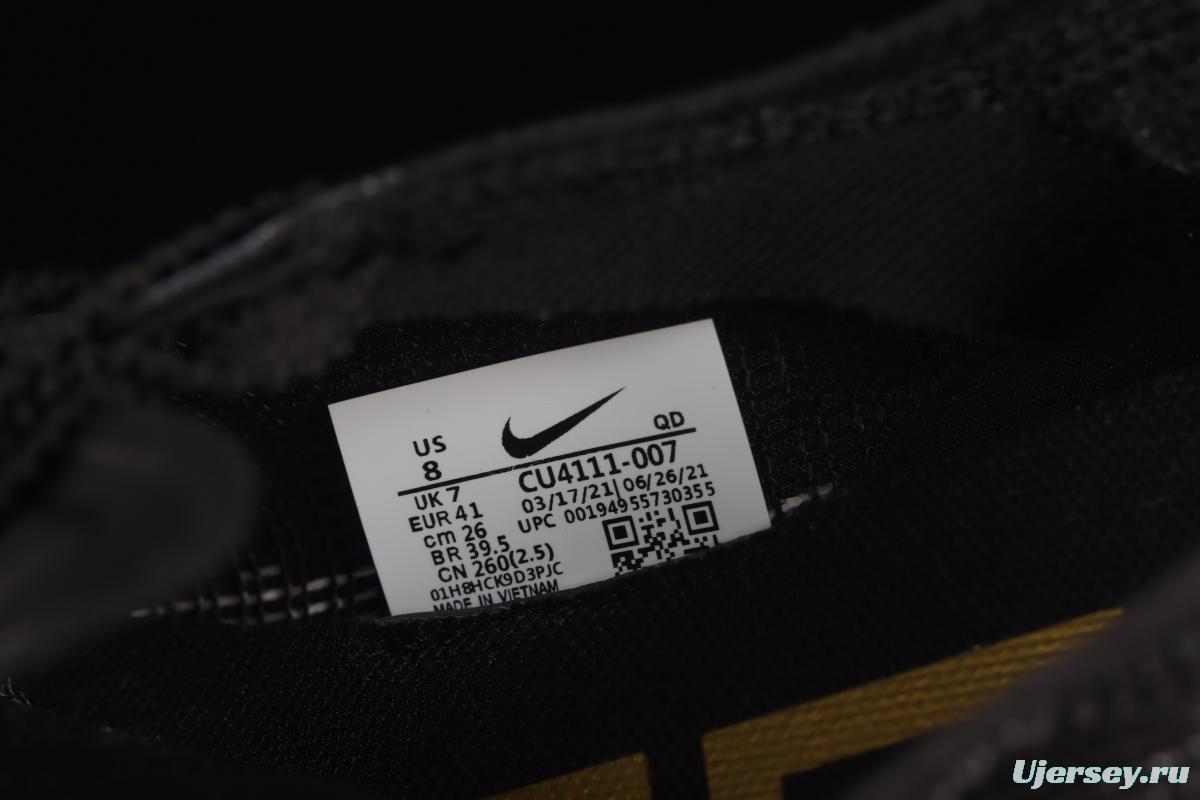 US
8
QD
UK 7
EUR 41
cm 26
BR 39.5
CN 260(2.5)
01H8HCK9D3PJC
MADE IN VIETNAM
CU4111-007
03/17/21| 06/26/21
UPC 00194955730355
Ujersey.ru